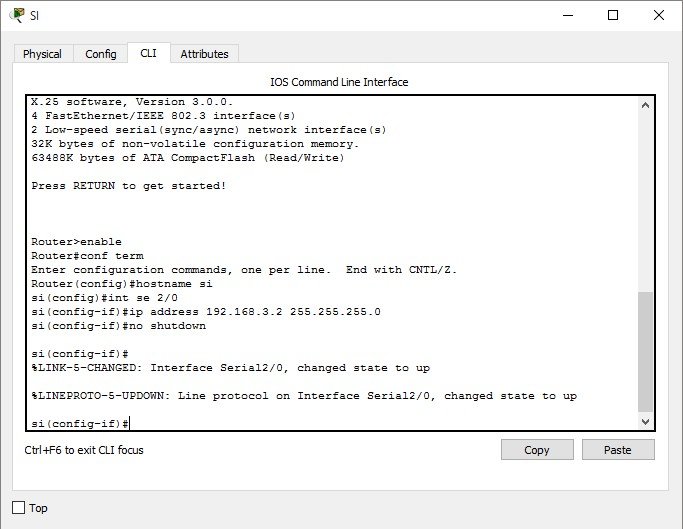 SI
Physical Config CLI Attributes
IOS Command Line Interface
X.25 software, Version 3.0.0.
4 FastEthernet/IEEE 802.3 interface(s)
2 Low-speed serial(sync/async) network interface(s)
32K bytes of non-volatile configuration memory.
63488K bytes of ATA CompactFlash (Read/Write)
Press RETURN to get started!
Router>enable
Router#conf term
Enter configuration commands, one per line.  End with CNTL/Z.
Router(config)#hostname si
si(config)#int se 2/0
si(config-if)#ip address 192.168.3.2 255.255.255.0
si(config-if)#no shutdown
si(config-if)#
%LINK-5-CHANGED: Interface Serial2/0, changed state to up
%LINEPROTO-5-UPDOWN: Line protocol on Interface Serial2/0, changed state to up
si(config-if)#
Ctrl+F6 to exit CLI focus
Copy Paste
Top